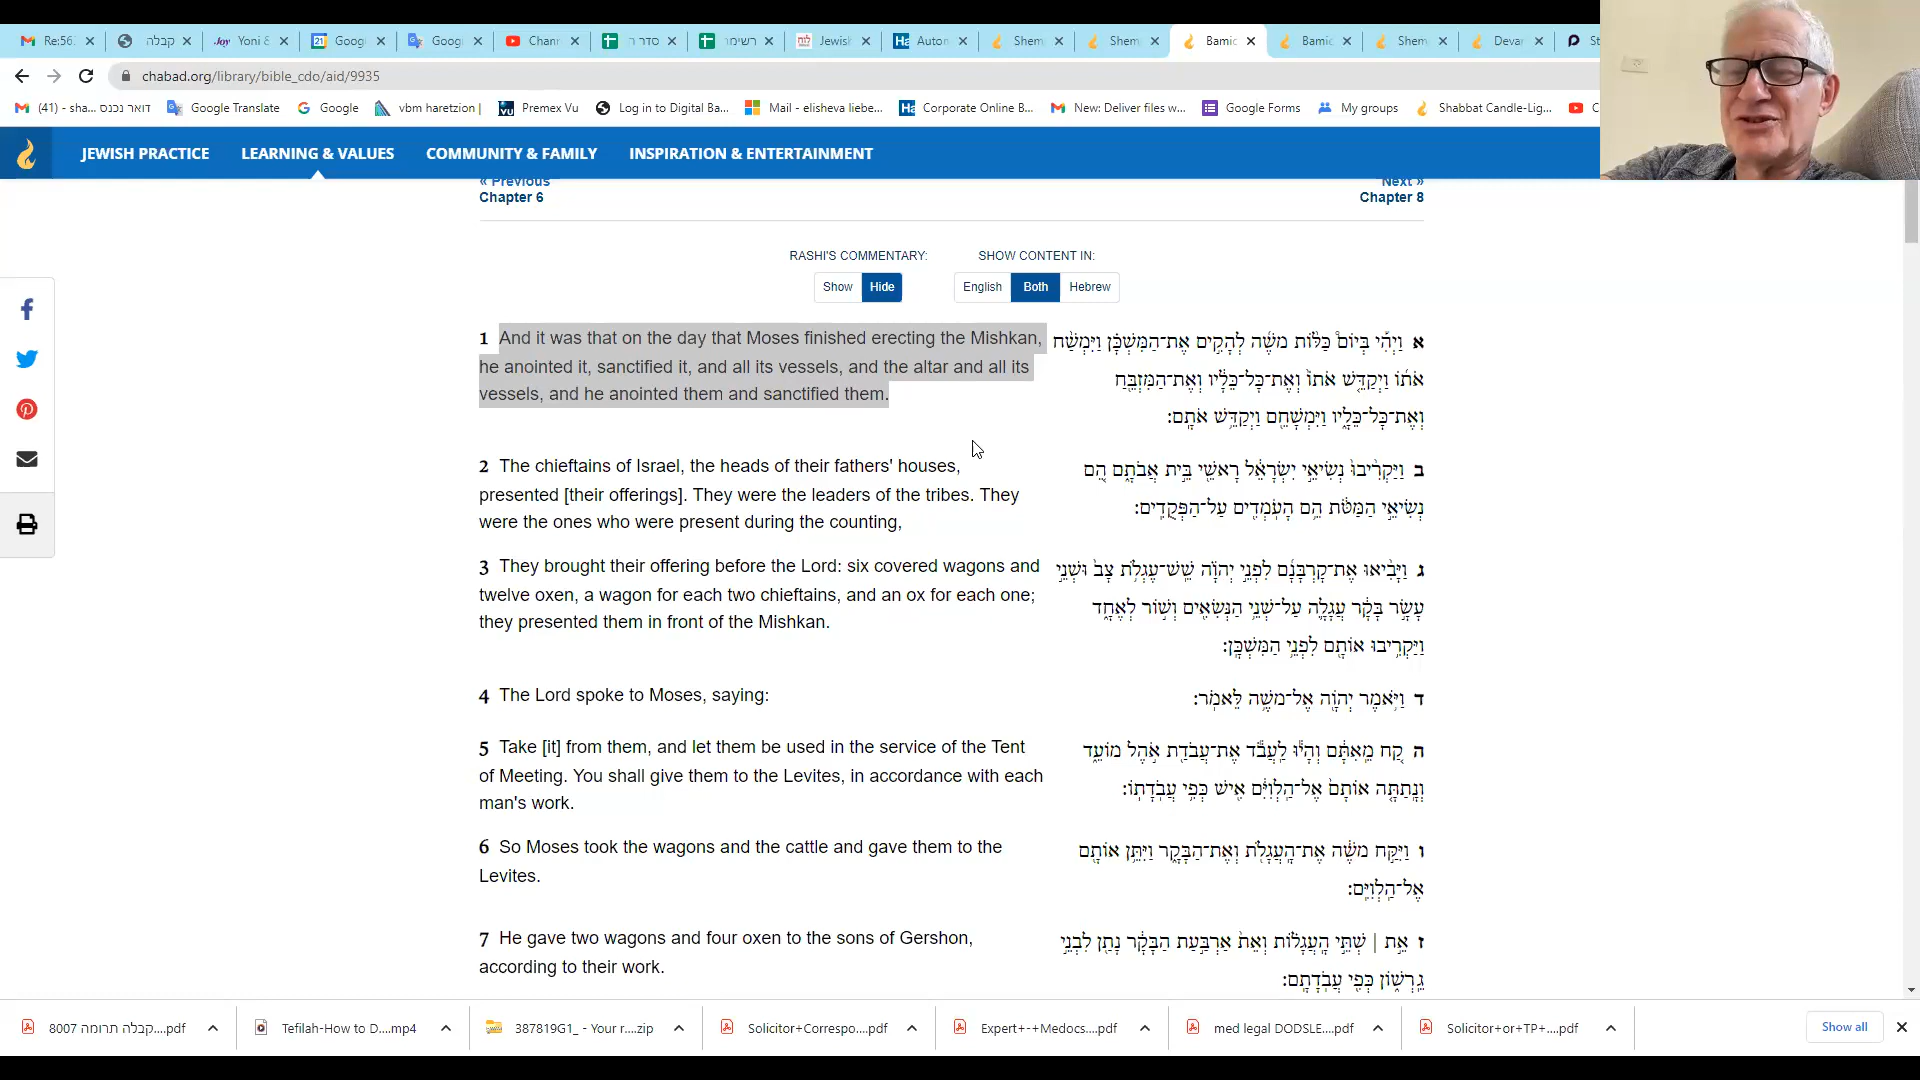 Re:56
קבלה
Joy Yoni &
21 Googl
Goog
Chann
סדר ר
רשימו
Jewis
Ha Auton
Shem
Shem
Bamic
Bamic
Shem
Devar
St
chabad.org/library/bible_cdo/aid/9935
(41) - sha... דואר נכנס
Google Translate
Google
vbm haretzion |
VU Premex Vu
Log in to Digital Ba...
Mail - elisheva liebe...
Ha Corporate Online B...
New: Deliver files w...
Google Forms
My groups
Shabbat Candle-Lig...
C
JEWISH PRACTICE LEARNING & VALUES COMMUNITY & FAMILY INSPIRATION & ENTERTAINMENT
« Previous
Chapter 6
Next »
Chapter 8
RASHI'S COMMENTARY:
Show Hide
SHOW CONTENT IN:
English Both Hebrew
1 And it was that on the day that Moses finished erecting the Mishkan,
he anointed it, sanctified it, and all its vessels, and the altar and all its
vessels, and he anointed them and sanctified them.
א וַיְהִ֡י בְּיוֹם֩ כַּלּ֨וֹת משֶׁ֜ה לְהָקִ֣ים אֶת־הַמִּשְׁכָּ֗ן וַיִּמְשַׁ֨ח
אֹת֜וֹ וַיְקַדֵּ֤שׁ אֹתוֹ֙ וְאֶת־כָּל־כֵּלָ֔יו וְאֶת־הַמִּזְבֵּ֖חַ
וְאֶת־כָּל־כֵּלָ֑יו וַיִּמְשָׁחֵ֖ם וַיְקַדֵּ֥שׁ אֹתָֽם:
2 The chieftains of Israel, the heads of their fathers' houses,
presented [their offerings]. They were the leaders of the tribes. They
were the ones who were present during the counting,
ב וַיַּקְרִ֨יבוּ֙ נְשִׂיאֵ֣י יִשְׂרָאֵ֔ל רָאשֵׁ֖י בֵּ֣ית אֲבֹתָ֑ם הֵ֚ם
נְשִׂיאֵ֣י הַמַּטֹּ֔ת הֵ֥ם הָעֹֽמְדִ֖ים עַל־הַפְּקֻדִֽים:
3 They brought their offering before the Lord: six covered wagons and
twelve oxen, a wagon for each two chieftains, and an ox for each one;
they presented them in front of the Mishkan.
ג וַיָּבִ֨יאוּ אֶת־קָרְבָּנָ֜ם לִפְנֵ֣י יְהֹוָ֗ה שֵֽׁשׁ־עֶגְלֹ֥ת צָב֙ וּשְׁנֵ֣י
עָשָׂ֣ר בָּקָ֔ר עֲגָלָ֛ה עַל־שְׁנֵ֥י הַנְּשִׂאִ֖ים וְשׁ֣וֹר לְאֶחָ֑ד
וַיַּקְרִ֥יבוּ אוֹתָ֖ם לִפְנֵ֥י הַמִּשְׁכָּֽן:
4 The Lord spoke to Moses, saying:
ד וַיֹּ֥אמֶר יְהֹוָ֖ה אֶל־משֶׁ֥ה לֵּאמֹֽר:
5 Take [it] from them, and let them be used in the service of the Tent
of Meeting. You shall give them to the Levites, in accordance with each
man's work.
ה קַ֚ח מֵֽאִתָּ֔ם וְהָי֕וּ לַֽעֲבֹ֕ד אֶת־עֲבֹדַ֖ת אֹ֣הֶל מוֹעֵ֑ד
וְנָֽתַתָּ֤ה אוֹתָם֙ אֶל־הַֽלְוִיִּ֔ם אִ֖ישׁ כְּפִ֥י עֲבֹֽדָתֽוֹ:
6 So Moses took the wagons and the cattle and gave them to the
Levites.
ו וַיִּקַּ֣ח משֶׁ֔ה אֶת־הָֽעֲגָלֹ֖ת וְאֶת־הַבָּקָ֑ר וַיִּתֵּ֥ן אוֹתָ֖ם
אֶל־הַֽלְוִיִּֽם:
7 He gave two wagons and four oxen to the sons of Gershon,
according to their work.
ז אֵ֣ת | שְׁתֵּ֣י הָֽעֲגָל֗וֹת וְאֵת֙ אַרְבַּ֣עַת הַבָּקָ֔ר נָתַ֖ן לִבְנֵ֣י
גֵֽרְשׁ֑וֹן כְּפִ֖י עֲבֹֽדָתָֽם:
8007 קבלה תרומה....pdf
Tefilah-How to D....mp4
387819G1_ - Your r....zip
Solicitor+Correspo....pdf
Expert+-+Medocs....pdf
med legal DODSLE....pdf
Solicitor+or+TP+....pdf
Show all